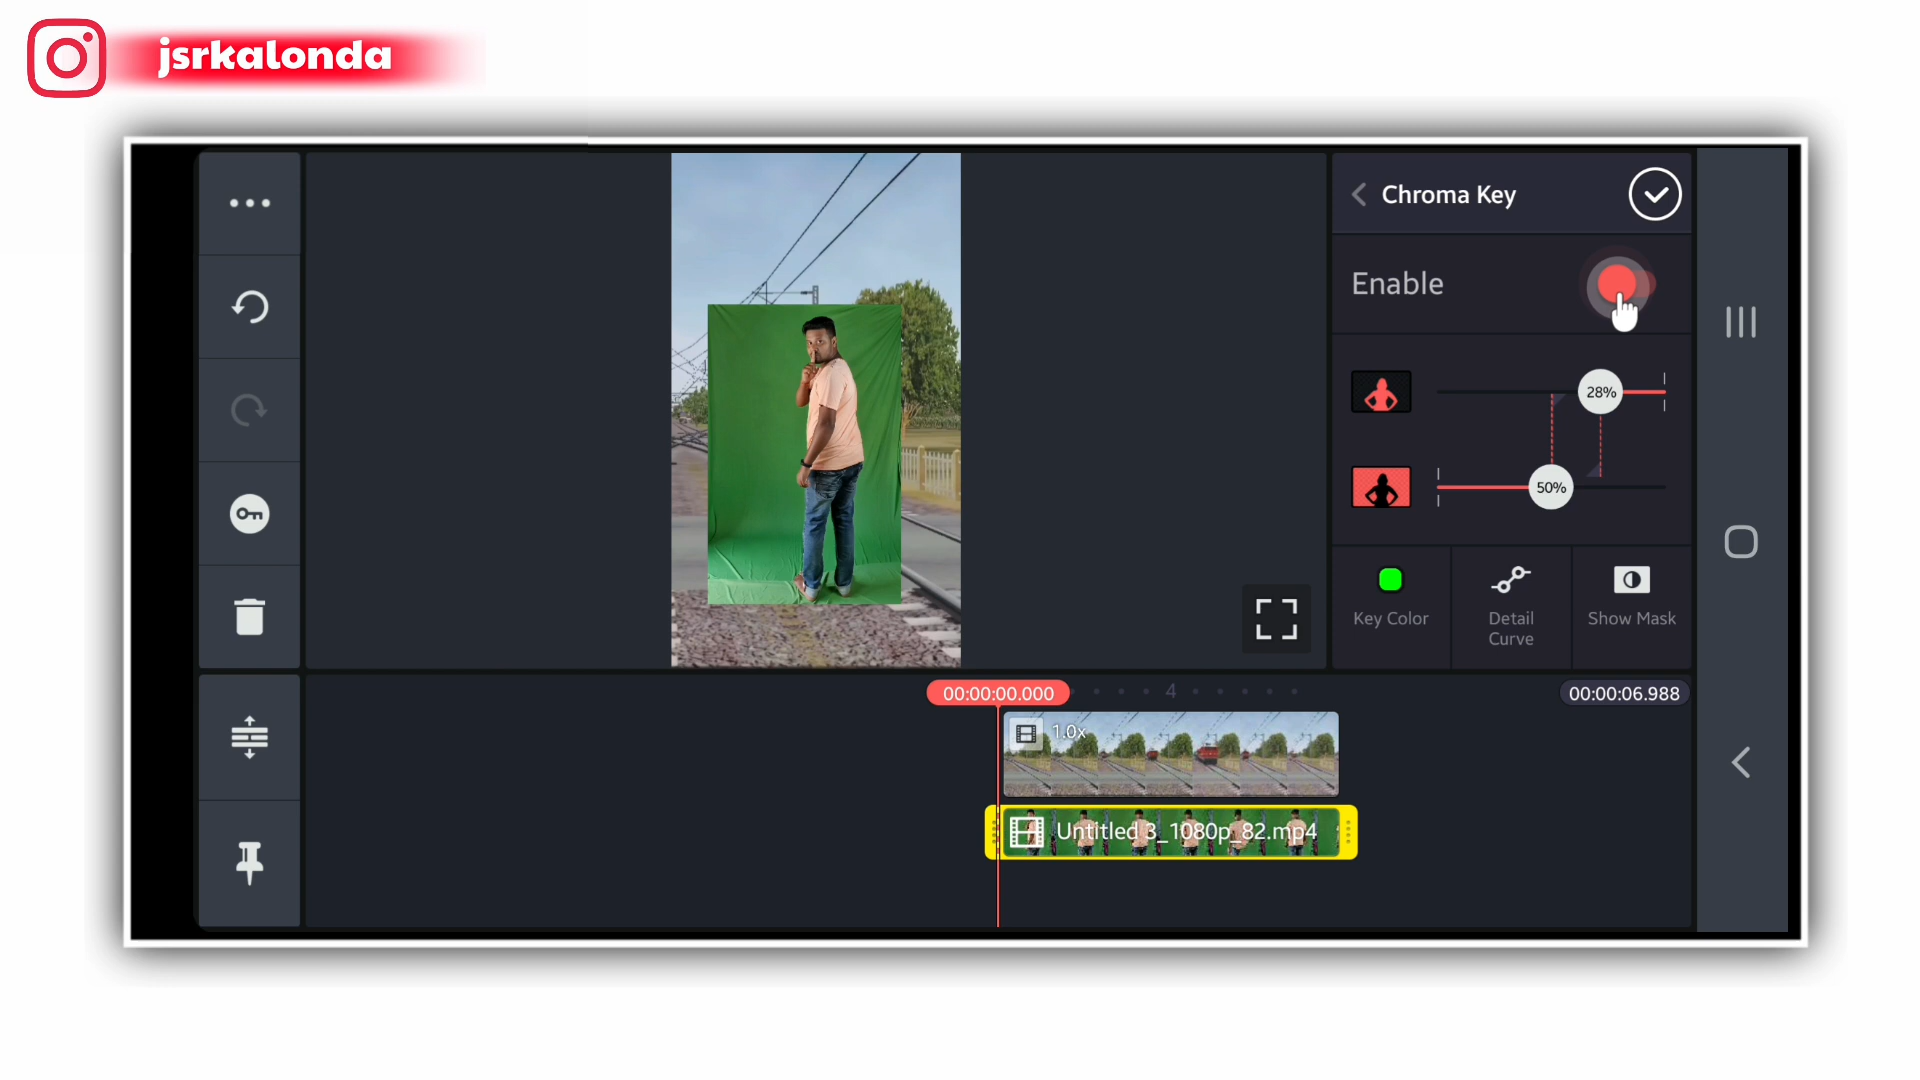 jsrkalonda
Chroma Key
Enable
28%
50%
Key Color
Detail
Curve
Show Mask
00:00:00.000
4
00:00:06.988
1.0x
Untitled 3_1080p_82.mp4